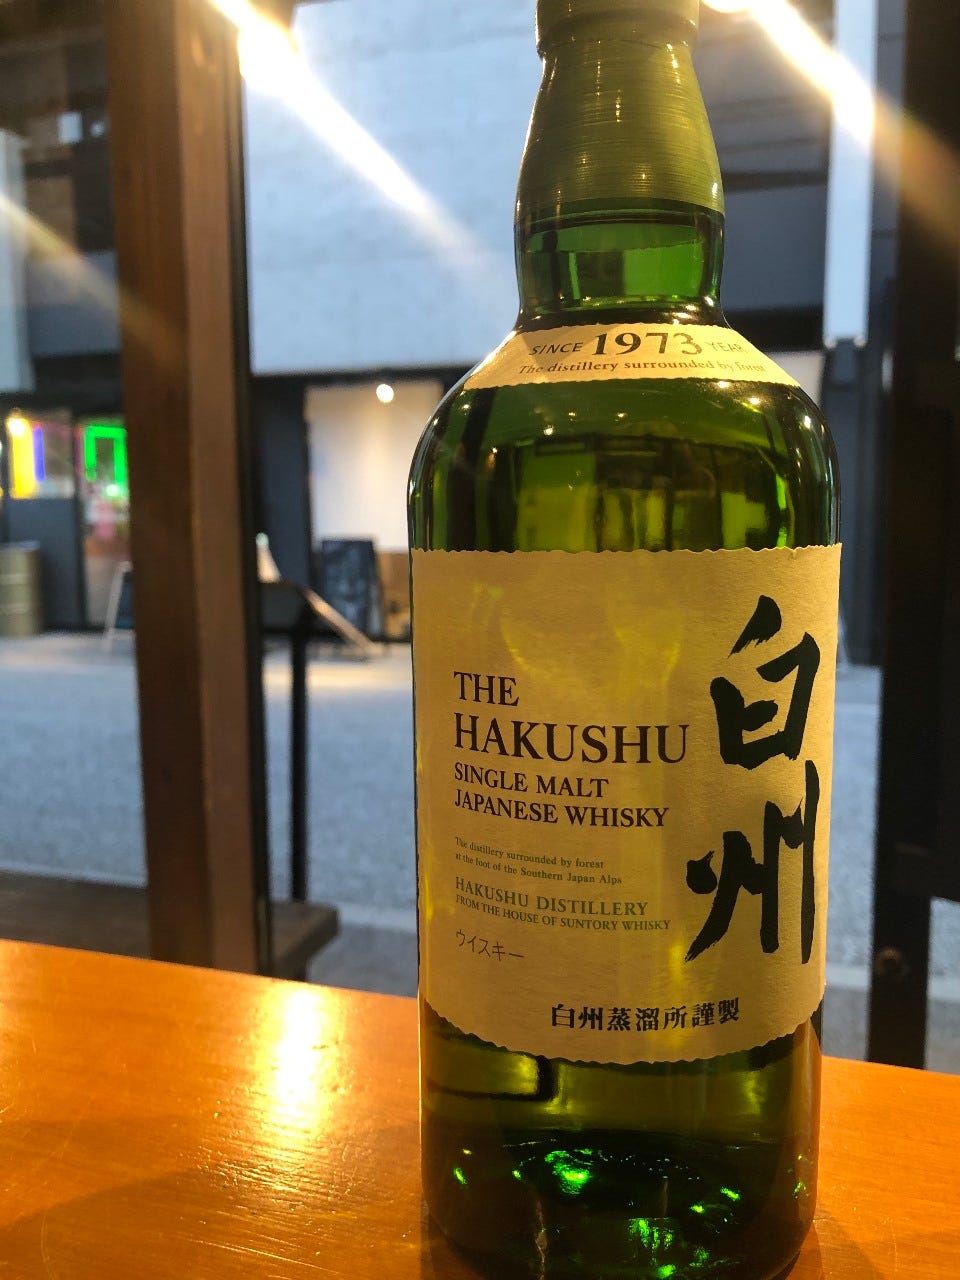 SINCE 1973 YEAR
The distillery surrounded by forest
白州
THE
HAKUSHU
SINGLE MALT
JAPANESE WHISKY
The distillery surrounded by forest
at the foot of the Southern Japan Alps
HAKUSHU DISTILLERY
FROM THE HOUSE OF SUNTORY WHISKY
ウイスキー
白州蒸溜所謹製